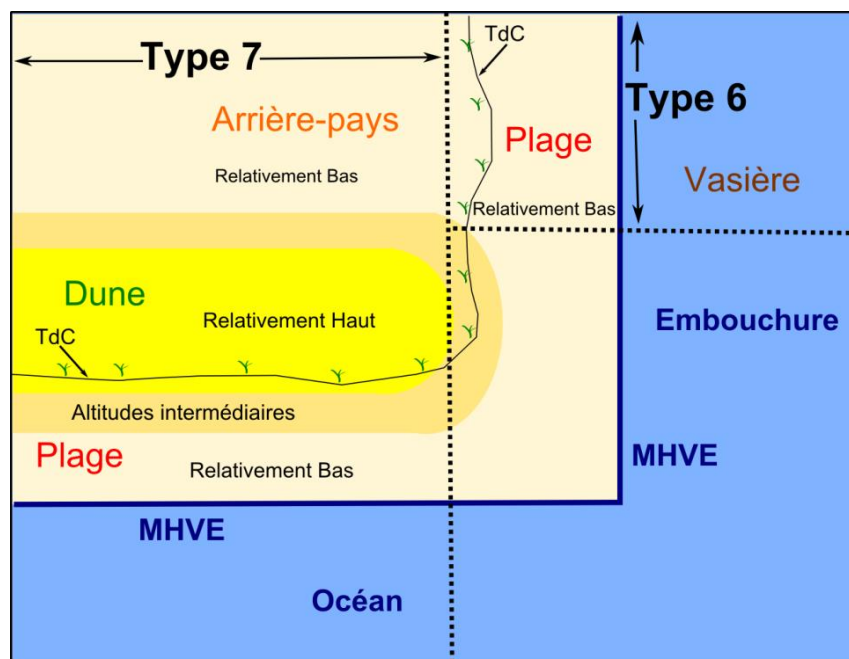 TdC
Type 7
Type 6
Arrière-pays
Plage
Relativement Bas
Vasière
Relativement Bas
Dune
Relativement Haut
Embouchure
TdC
Altitudes intermédiaires
Plage
Relativement Bas
MHVE
MHVE
Océan